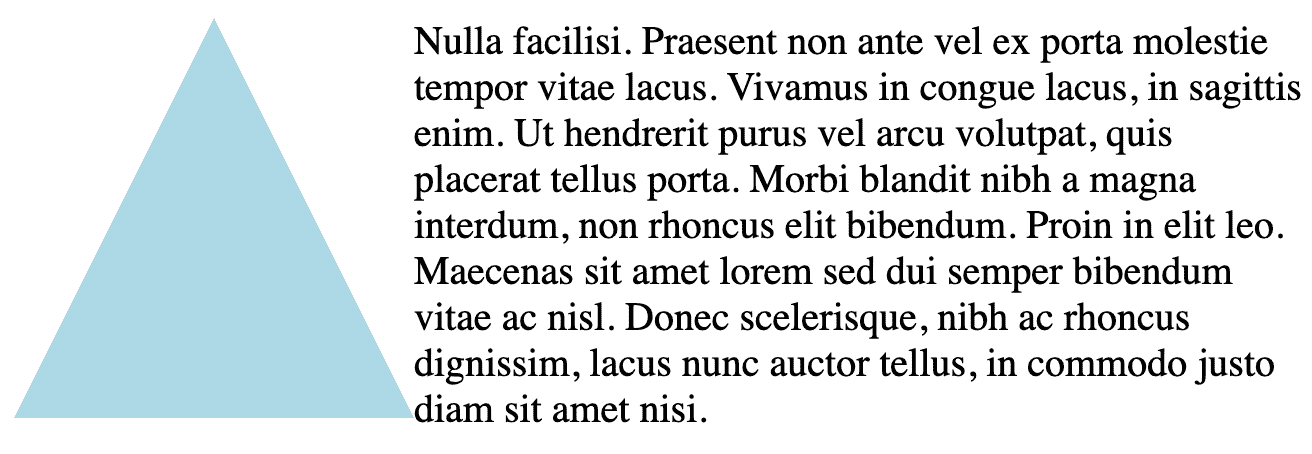 Nulla facilisi. Praesent non ante vel ex porta molestie
tempor vitae lacus. Vivamus in congue lacus, in sagittis
enim. Ut hendrerit purus vel arcu volutpat, quis
placerat tellus porta. Morbi blandit nibh a magna
interdum, non rhoncus elit bibendum. Proin in elit leo.
Maecenas sit amet lorem sed dui semper bibendum
vitae ac nisl. Donec scelerisque, nibh ac rhoncus
dignissim, lacus nunc auctor tellus, in commodo justo
diam sit amet nisi.